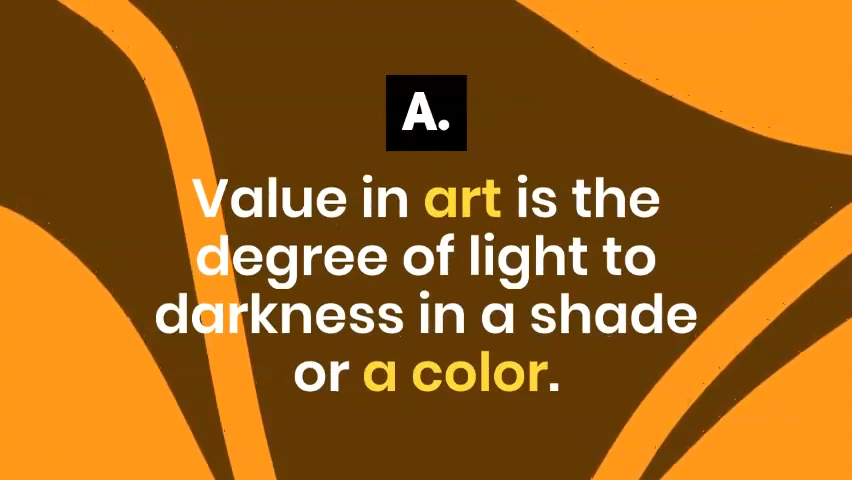 A.
Value in art is the
degree of light to
darkness in a shade
or a color.